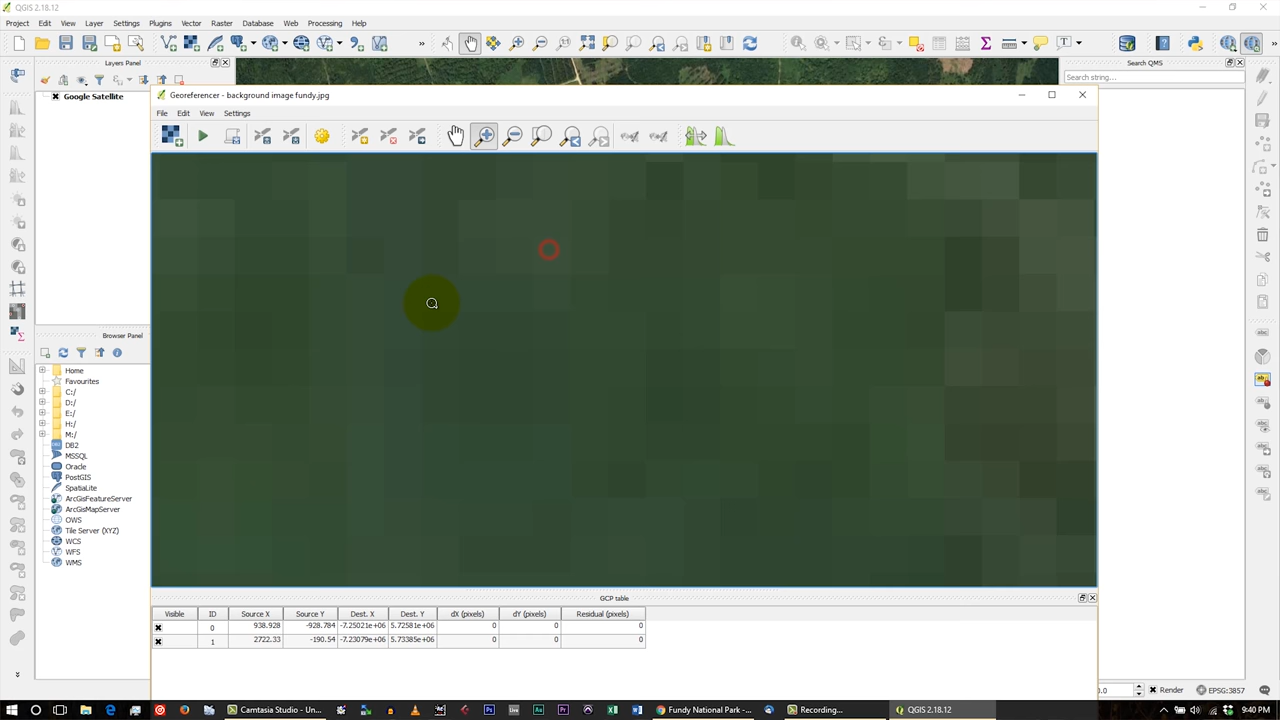 QGIS 2.18.12
Project Edit View Layer Settings Plugins Vector Raster Database Web Processing Help
Layers Panel
Google Satellite
Search QMS
Search string...
Georeferencer - background image fundy.jpg
File Edit View Settings
Browser Panel
Home
Favourites
C:/
D:/
E:/
H:/
M:/
DB2
MSSQL
Oracle
PostGIS
SpatiaLite
ArcGisFeatureServer
ArcGisMapServer
OWS
Tile Server (XYZ)
WCS
WFS
WMS
GCP table
Visible ID Source X Source Y Dest. X Dest. Y dX (pixels) dY (pixels) Residual (pixels)
0 938.928 -928.784 -7.25021e+06 5.72581e+06 0 0 0
1 2722.33 -190.54 -7.23079e+06 5.73385e+06 0 0 0
Render EPSG:3857
Camtasia Studio - Un... Fundy National Park -... Recording... QGIS 2.18.12 9:40 PM